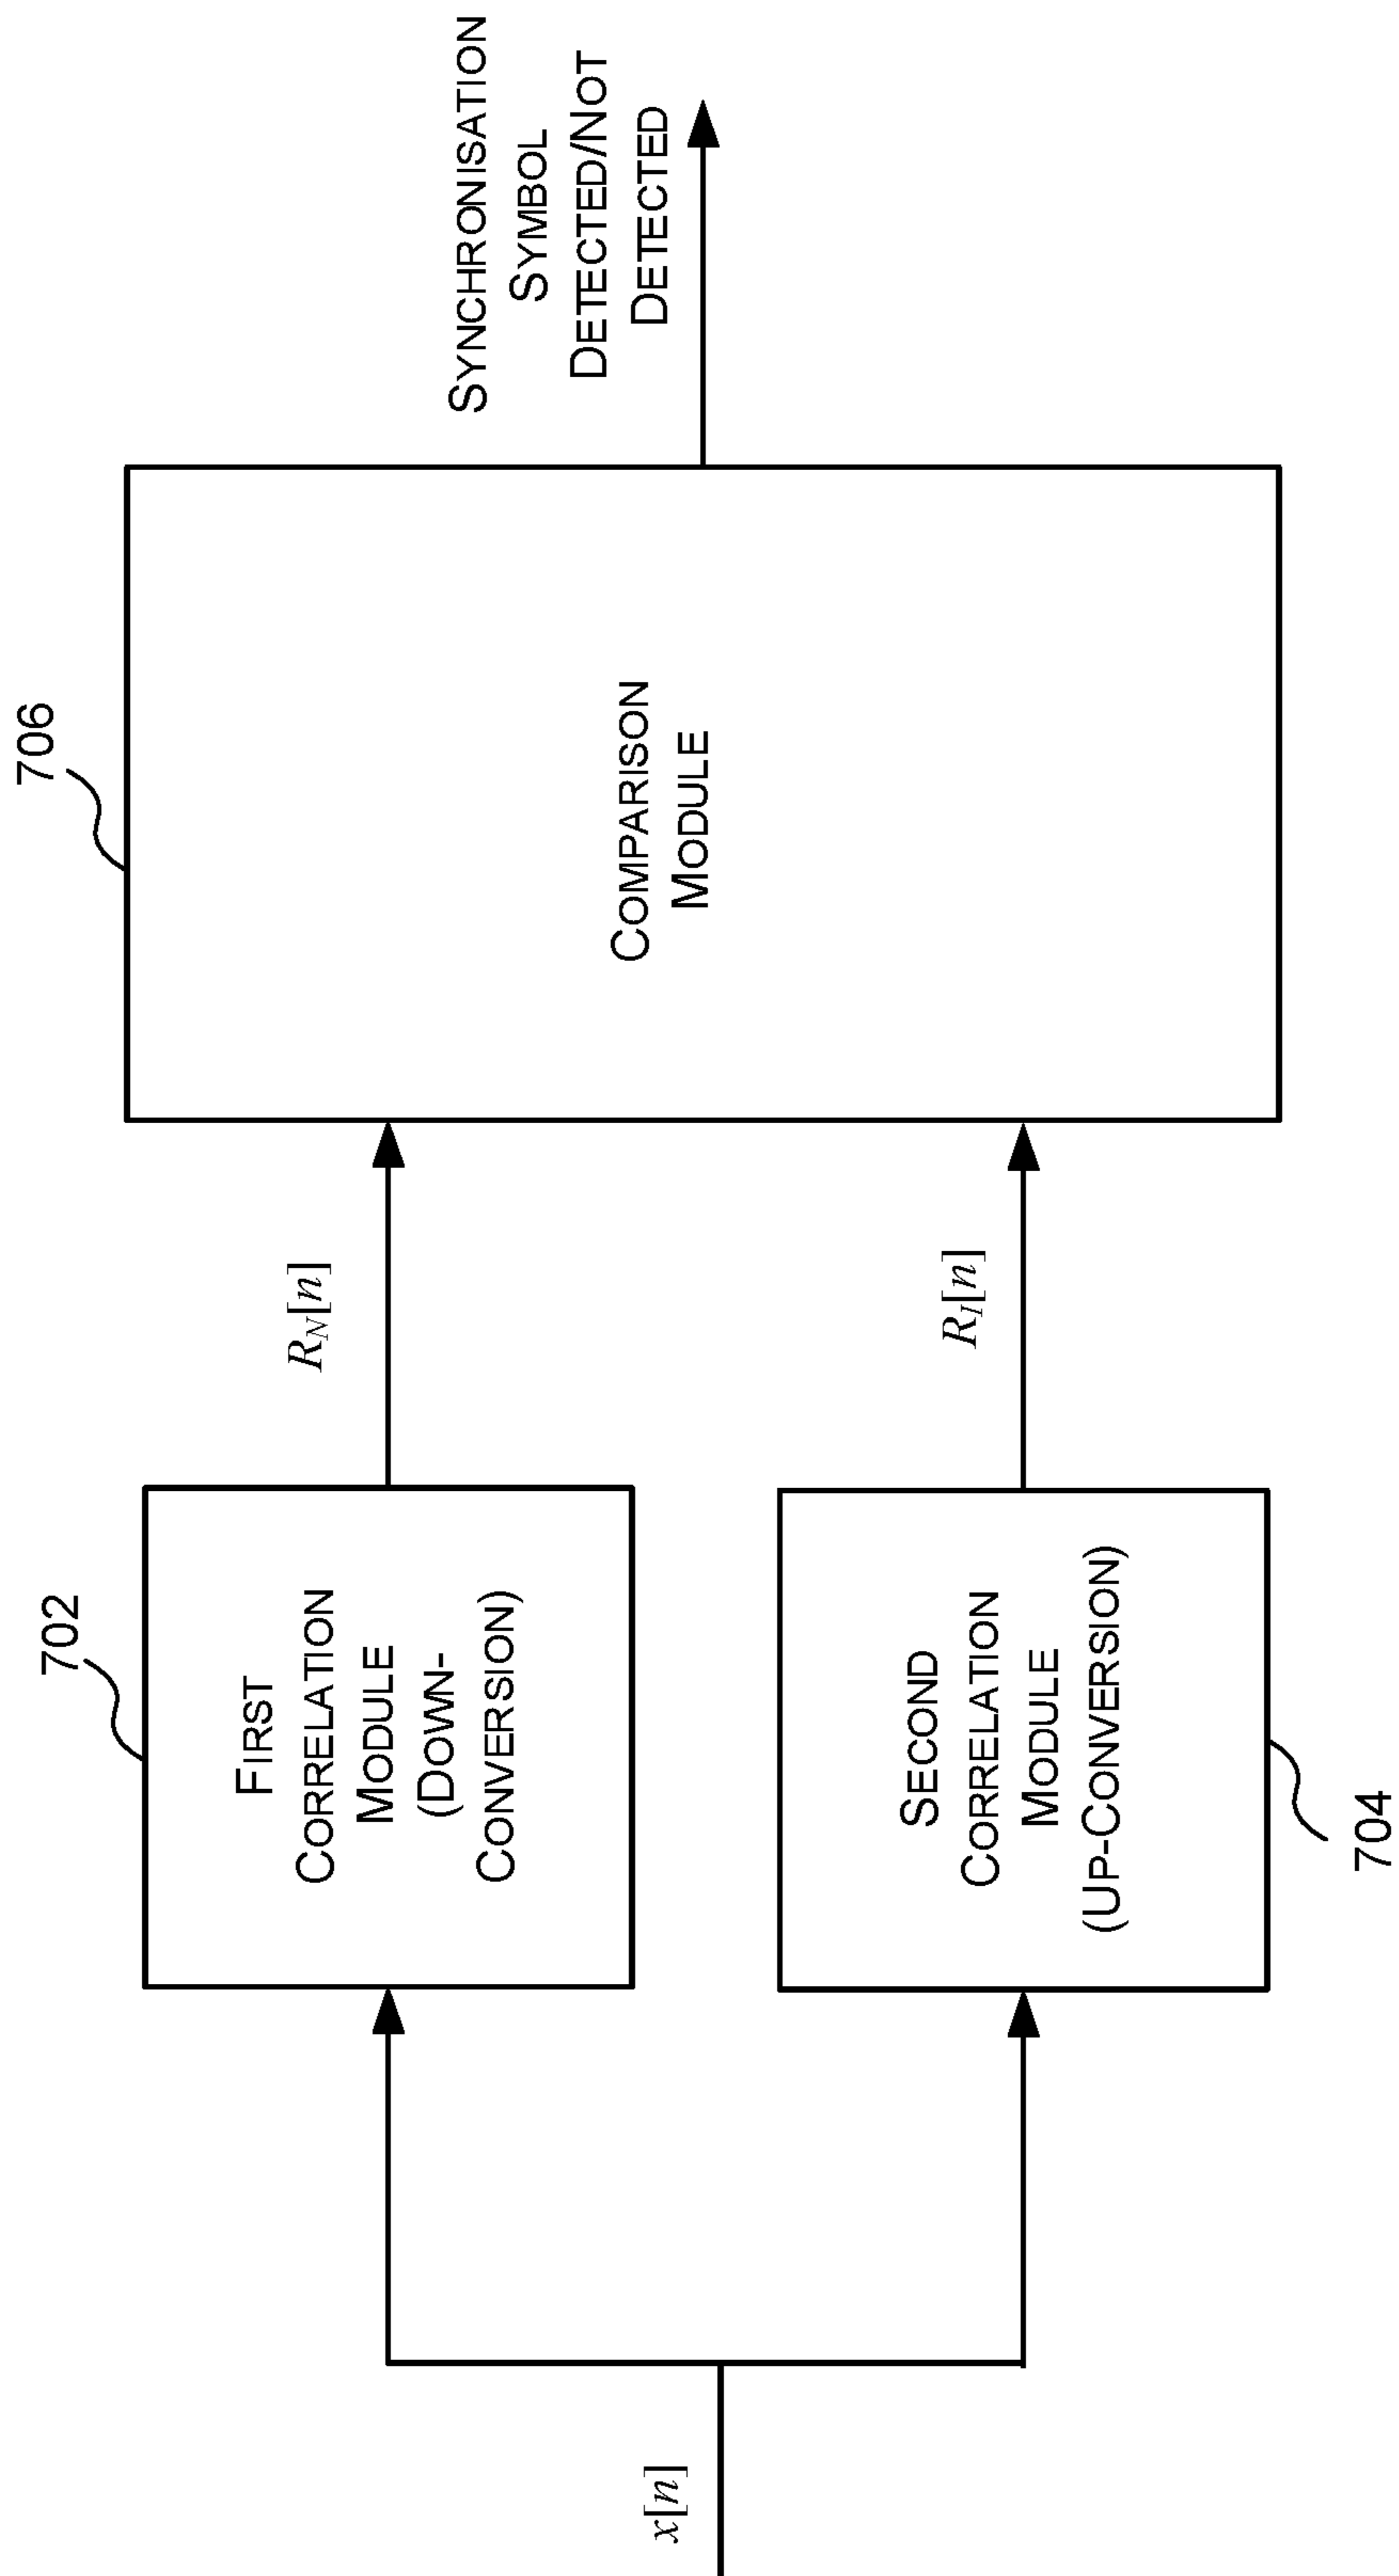 x[n]
702
FIRST
CORRELATION
MODULE
(DOWN-
CONVERSION)
SECOND
CORRELATION
MODULE
(UP-CONVERSION)
704
R_N[n]
R_I[n]
706
COMPARISON
MODULE
SYNCHRONISATION
SYMBOL
DETECTED/NOT
DETECTED